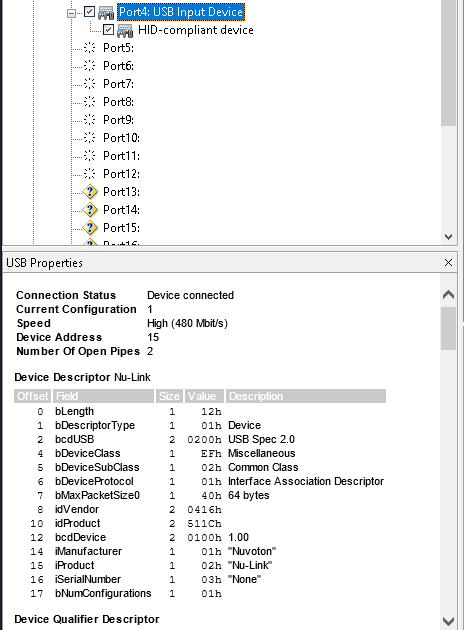 Port4: USB Input Device
HID-compliant device
Port5:
Port6:
Port7:
Port8:
Port9:
Port10:
Port11:
Port12:
Port13:
Port14:
Port15:
Port16:
USB Properties
Connection Status Device connected
Current Configuration 1
Speed High (480 Mbit/s)
Device Address 15
Number Of Open Pipes 2
Device Descriptor Nu-Link
Offset Field Size Value Description
0 bLength 1 12h
1 bDescriptorType 1 01h Device
2 bcdUSB 2 0200h USB Spec 2.0
4 bDeviceClass 1 EFh Miscellaneous
5 bDeviceSubClass 1 02h Common Class
6 bDeviceProtocol 1 01h Interface Association Descriptor
7 bMaxPacketSize0 1 40h 64 bytes
8 idVendor 2 0416h
10 idProduct 2 511Ch
12 bcdDevice 2 0100h 1.00
14 iManufacturer 1 01h "Nuvoton"
15 iProduct 1 02h "Nu-Link"
16 iSerialNumber 1 03h "None"
17 bNumConfigurations 1 01h
Device Qualifier Descriptor